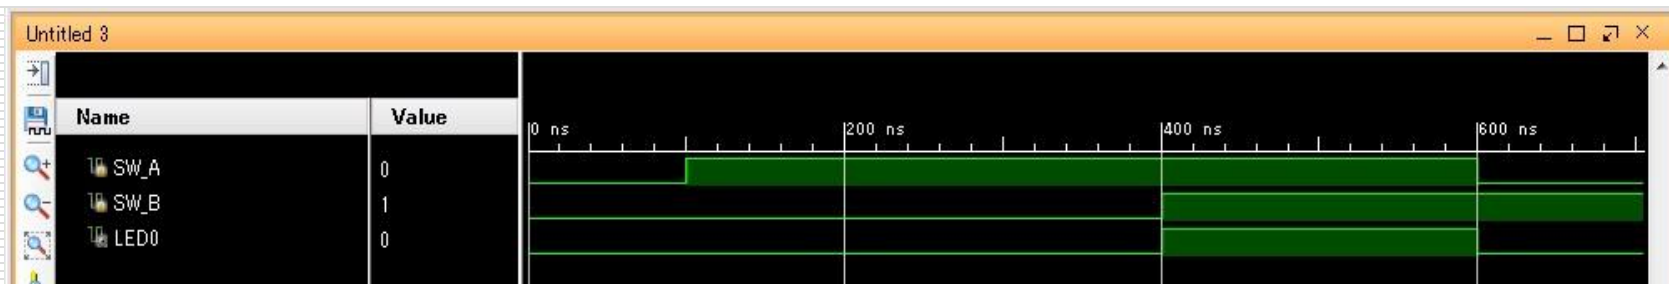 Untitled 3
Name Value
0 ns 200 ns 400 ns 600 ns
SW_A 0
SW_B 1
LED0 0